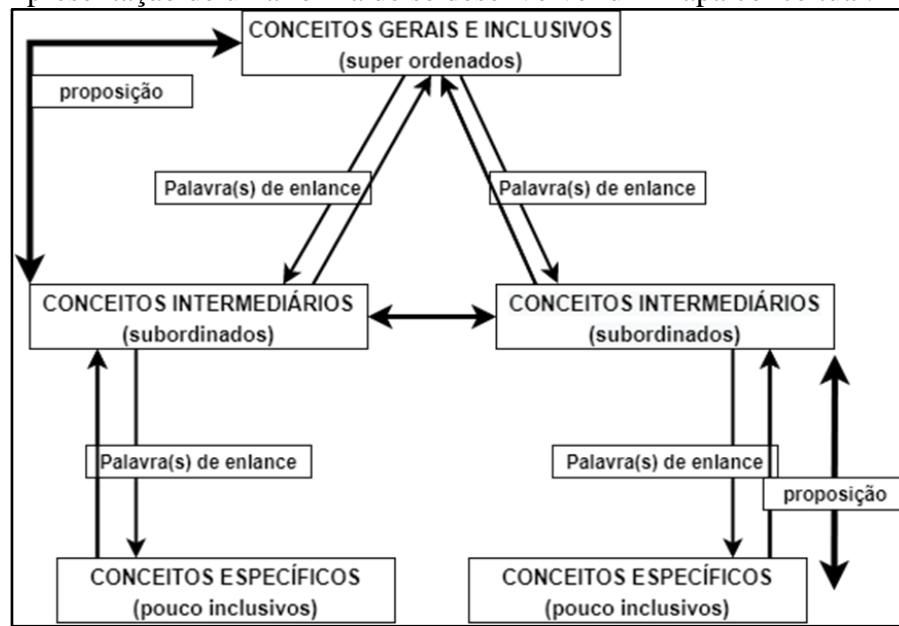 CONCEITOS GERAIS E INCLUSIVOS
(super ordenados)
proposição
Palavra(s) de enlance
Palavra(s) de enlance
CONCEITOS INTERMEDIÁRIOS
(subordinados)
CONCEITOS INTERMEDIÁRIOS
(subordinados)
Palavra(s) de enlance
Palavra(s) de enlance
proposição
CONCEITOS ESPECÍFICOS
(pouco inclusivos)
CONCEITOS ESPECÍFICOS
(pouco inclusivos)